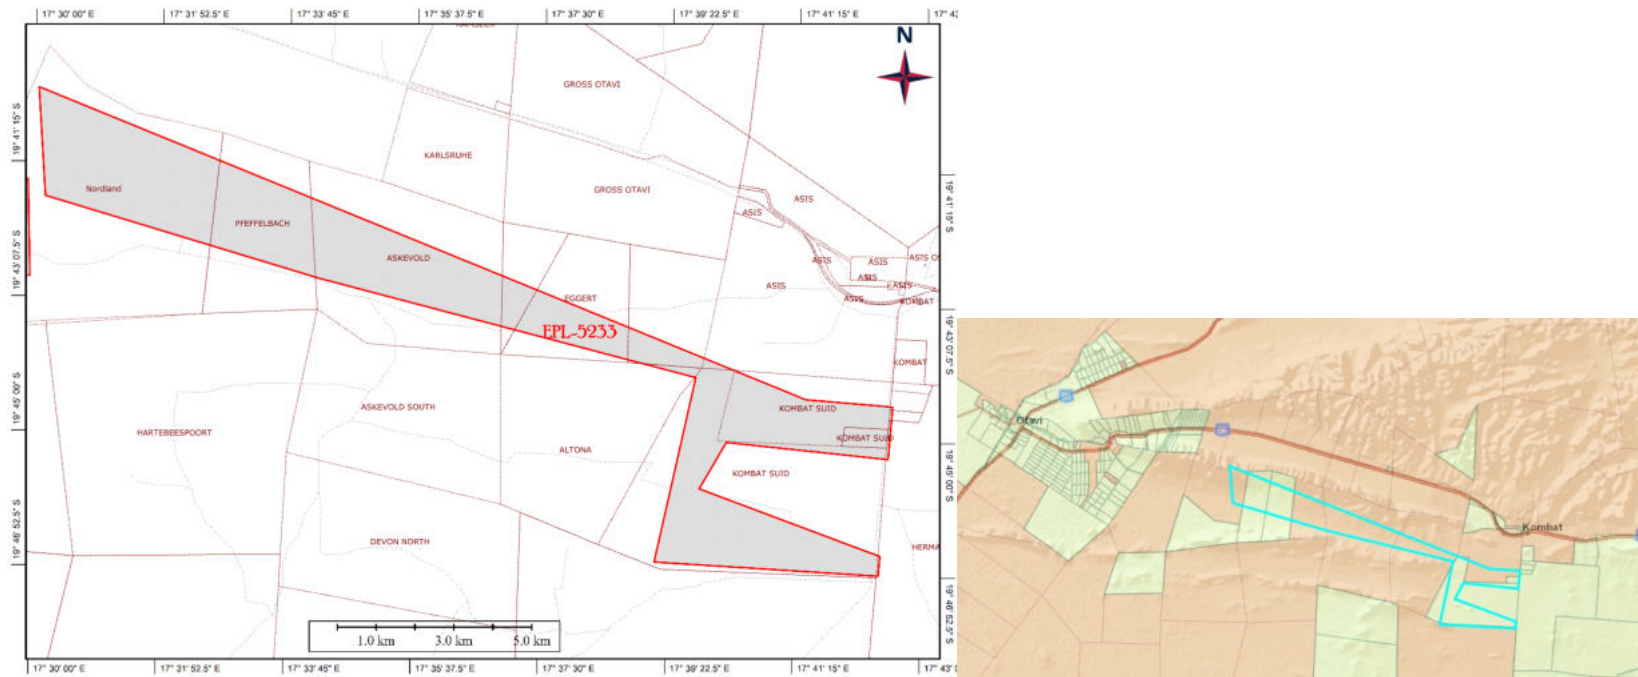 17° 30' 00" E 17° 31' 52.5" E 17° 33' 45" E 17° 35' 37.5" E 17° 37' 30" E 17° 39' 22.5" E 17° 41' 15" E
N
GROSS OTAVI
19° 41' 15" S
KARLSRUHE
Nordland
GROSS OTAVI
ASIS
19° 41' 15" S
ASIS
PFEFFELBACH
ASKEVOLD
ASIS
ASIS
19° 43' 07.5" S
ASIS
ASIS
EGGERT
ASIS
ASIS
KOMBAT
EPL-5233
19° 43' 07.5" S
KOMBAT
19° 45' 00" S
ASKEVOLD SOUTH
KOMBAT SUID
HARTEBEESPOORT
KOMBAT SUID
ALTONA
KOMBAT SUID
19° 45' 00" S
19° 46' 52.5" S
DEVON NORTH
HERMA
19° 46' 52.5" S
1.0 km 3.0 km 5.0 km
17° 30' 00" E 17° 31' 52.5" E 17° 33' 45" E 17° 35' 37.5" E 17° 37' 30" E 17° 39' 22.5" E 17° 41' 15" E 17° 43' 0
Otavi
Kombat